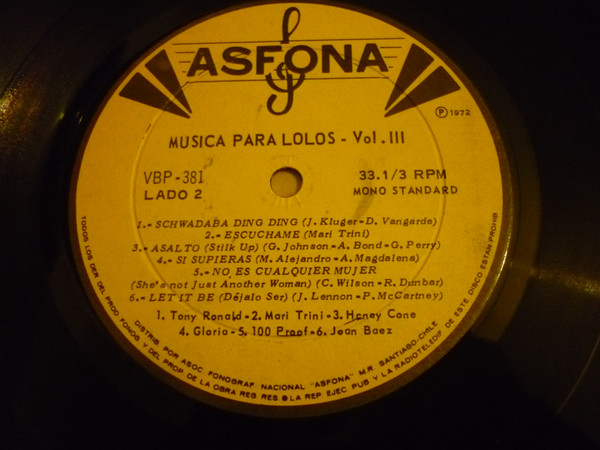 ASFONA
℗ 1972
MUSICA PARA LOLOS - Vol. III
VBP - 381
33.1/3 RPM
LADO 2
MONO STANDARD
1.- SCHWADABA DING DING (J. Kluger-D. Vangarde)
2.- ESCUCHAME (Mari Trini)
3.- ASALTO (Stilk Up) (G. Johnson-A. Bond-G. Perry)
4.- SI SUPIERAS (M. Alejandro-A. Magdalena)
5.- NO ES CUALQUIER MUJER
(She's not Just Another Woman) (C. Wilson-R. Dunbar)
6.- LET IT BE (Déjalo Ser) (J. Lennon-P. McCartney)
1. Tony Ronald-2. Mari Trini-3. Honey Cone
4. Gloria-5. 100 Proof-6. Joan Baez
DISTRIB. POR ASOC FONOGRAF NACIONAL "ASFONA" M.R. SANTIAGO-CHILE
TODOS LOS DER DEL PROD FONOG Y DEL PROP DE LA OBRA REG RES ● LA REP EJEC PUB Y LA RADIOTELEDIF DE ESTE DISCO ESTAN PROHIB